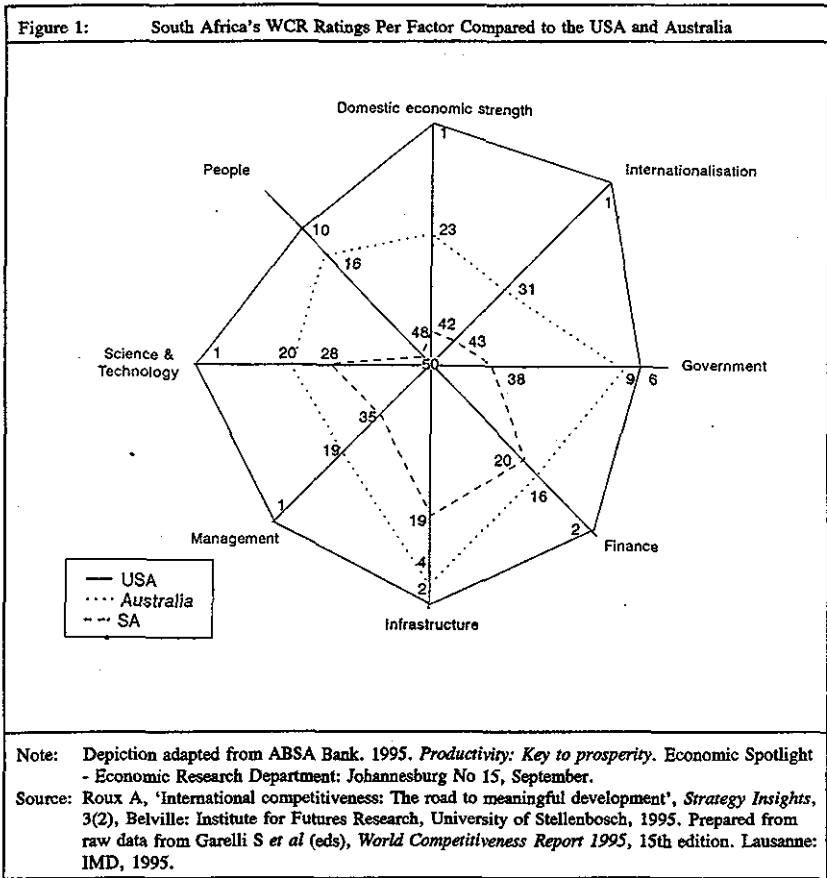 Figure 1: South Africa's WCR Ratings Per Factor Compared to the USA and Australia
Domestic economic strength
1
People
Internationalisation
1
10
16
23
31
48
42
43
Science & Technology
1
20
28
50
38
9
6
Government
35
19
20
16
1
Management
19
4
2
2
Finance
Infrastructure
USA
Australia
SA
Note: Depiction adapted from ABSA Bank. 1995. Productivity: Key to prosperity. Economic Spotlight
- Economic Research Department: Johannesburg No 15, September.
Source: Roux A, 'International competitiveness: The road to meaningful development', Strategy Insights,
3(2), Belville: Institute for Futures Research, University of Stellenbosch, 1995. Prepared from
raw data from Garelli S et al (eds), World Competitiveness Report 1995, 15th edition. Lausanne:
IMD, 1995.